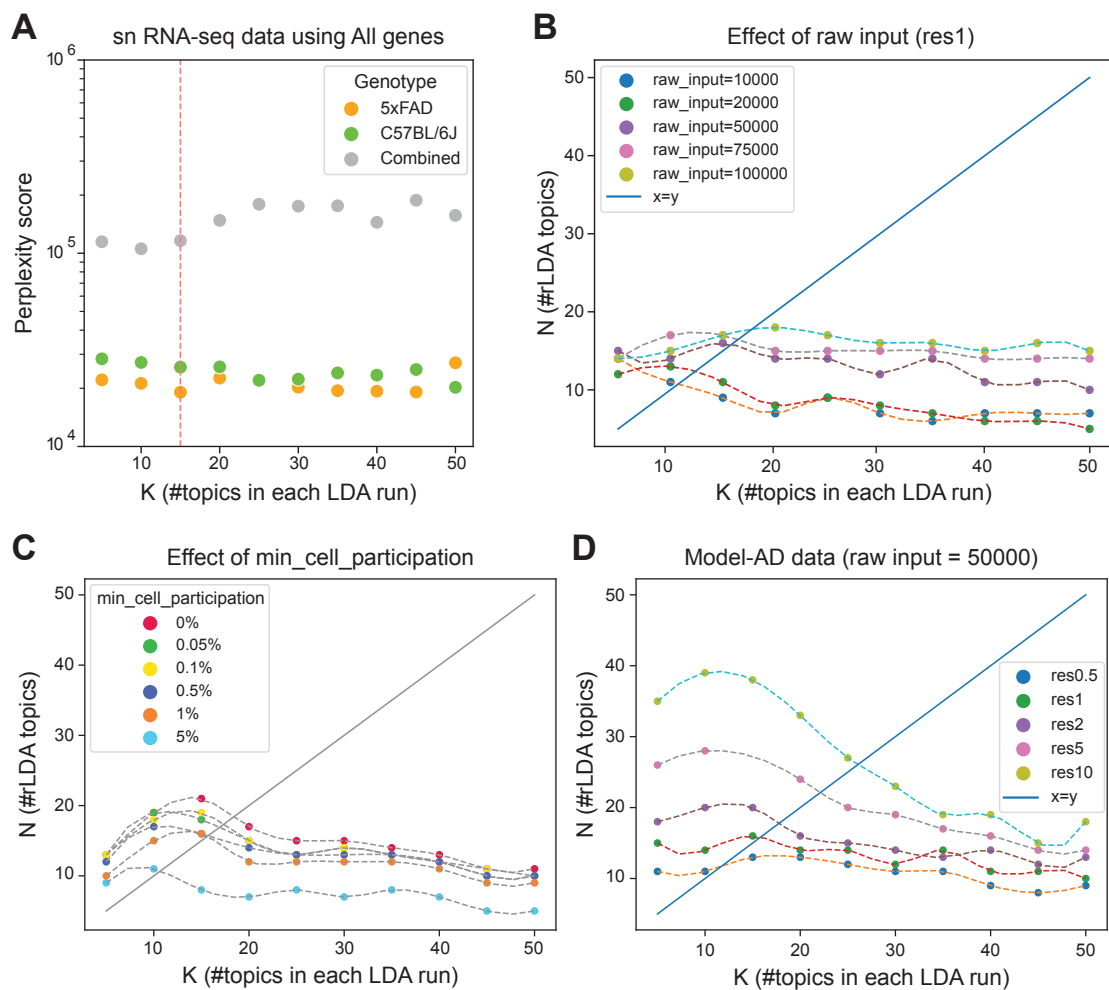 A
sn RNA-seq data using All genes
10^6
10^5
10^4
Perplexity score
Genotype
5xFAD
C57BL/6J
Combined
10 20 30 40 50
K (#topics in each LDA run)
B
Effect of raw input (res1)
50
40
30
20
10
N (#rLDA topics)
raw_input=10000
raw_input=20000
raw_input=50000
raw_input=75000
raw_input=100000
x=y
10 20 30 40 50
K (#topics in each LDA run)
C
Effect of min_cell_participation
50
40
30
20
10
N (#rLDA topics)
min_cell_participation
0%
0.05%
0.1%
0.5%
1%
5%
10 20 30 40 50
K (#topics in each LDA run)
D
Model-AD data (raw input = 50000)
50
40
30
20
10
N (#rLDA topics)
res0.5
res1
res2
res5
res10
x=y
10 20 30 40 50
K (#topics in each LDA run)